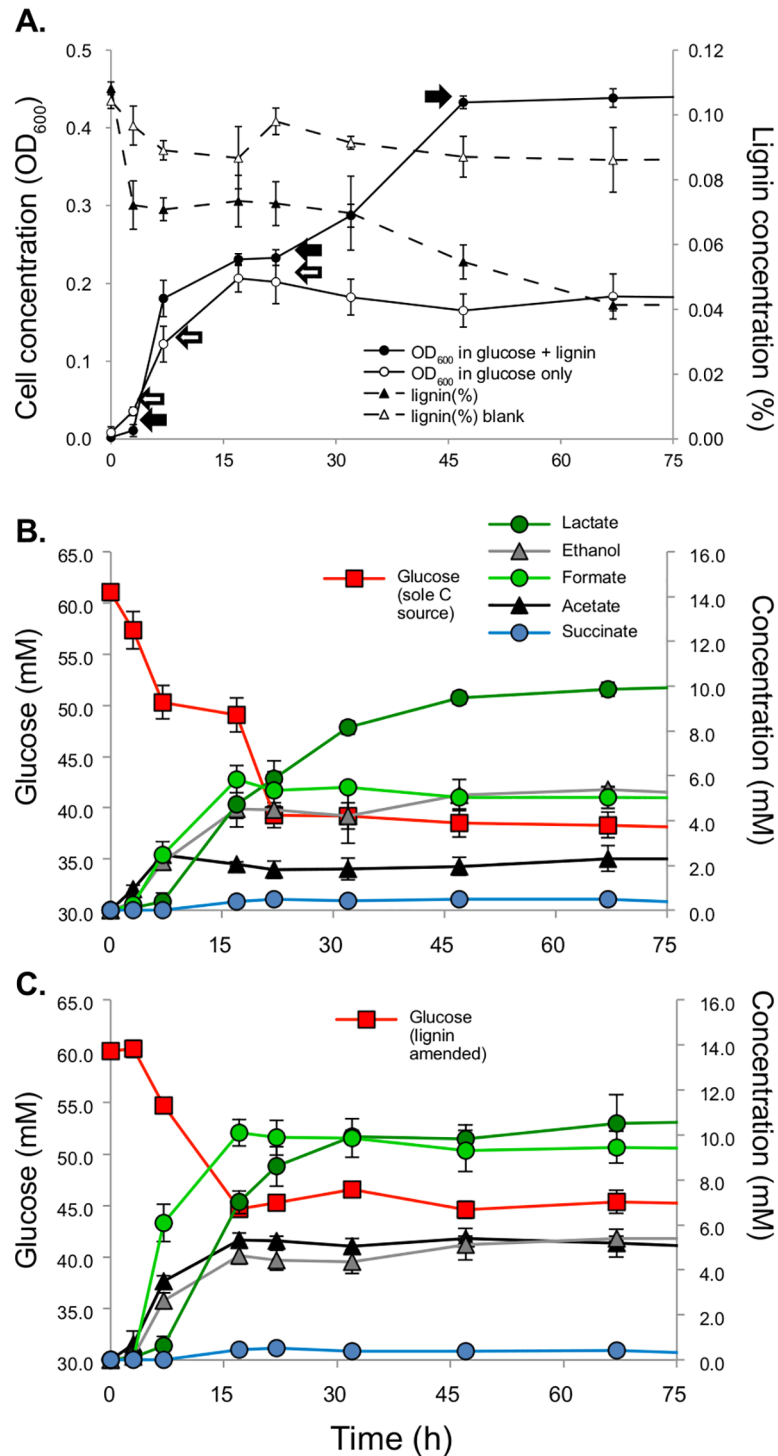 A.
Cell concentration (OD600)
0.5
0.4
0.3
0.2
0.1
0.0
0.12
0.10
0.08
0.06
0.04
0.02
0.00
Lignin concentration (%)
OD600 in glucose + lignin
OD600 in glucose only
lignin(%)
lignin(%) blank
0 15 30 45 60 75
B.
Glucose (mM)
65.0
60.0
55.0
50.0
45.0
40.0
35.0
30.0
Glucose
(sole C
source)
Lactate
Ethanol
Formate
Acetate
Succinate
16.0
14.0
12.0
10.0
8.0
6.0
4.0
2.0
0.0
Concentration (mM)
0 15 30 45 60 75
C.
Glucose (mM)
65.0
60.0
55.0
50.0
45.0
40.0
35.0
30.0
Glucose
(lignin
amended)
16.0
14.0
12.0
10.0
8.0
6.0
4.0
2.0
0.0
Concentration (mM)
0 15 30 45 60 75
Time (h)